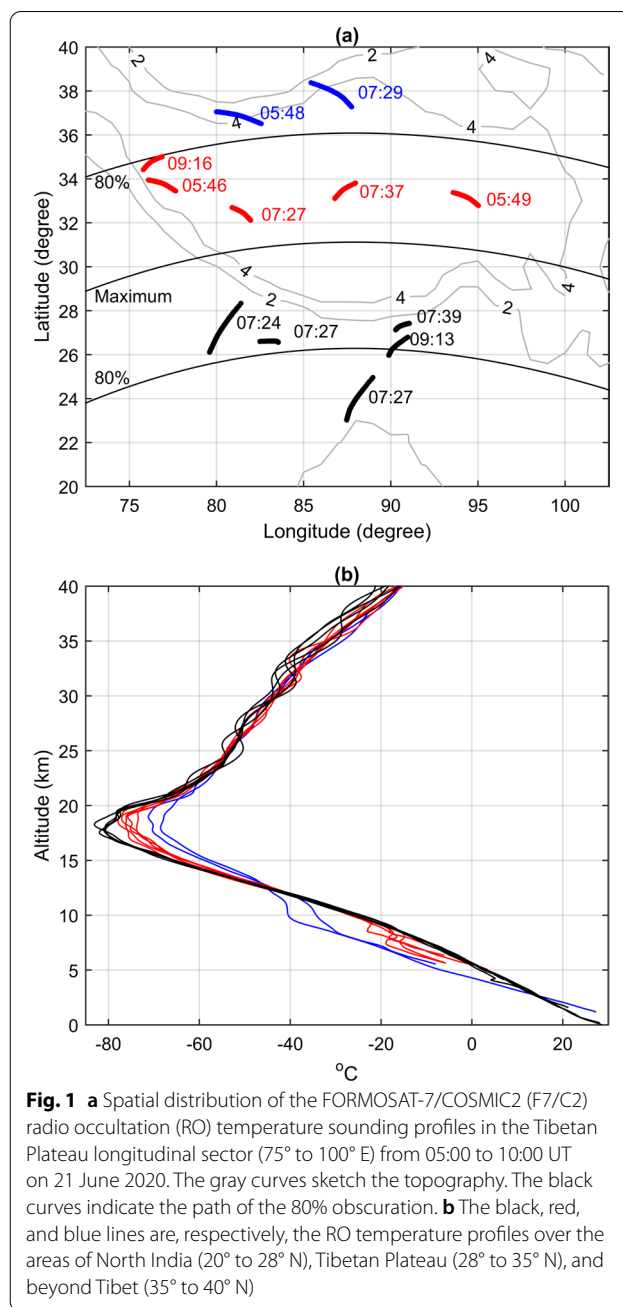 (a)
40
38
36
34
32
30
28
26
24
22
20
Latitude (degree)
2
2
4
4
4
07:29
05:48
09:16
80%
05:46
07:37
05:49
07:27
Maximum
4
4
2
2
4
07:24
07:27
07:39
09:13
80%
07:27
75 80 85 90 95 100
Longitude (degree)
(b)
40
35
30
25
20
15
10
5
0
Altitude (km)
-80 -60 -40 -20 0 20
oC
Fig. 1 a Spatial distribution of the FORMOSAT-7/COSMIC2 (F7/C2)
radio occultation (RO) temperature sounding profiles in the Tibetan
Plateau longitudinal sector (75° to 100° E) from 05:00 to 10:00 UT
on 21 June 2020. The gray curves sketch the topography. The black
curves indicate the path of the 80% obscuration. b The black, red,
and blue lines are, respectively, the RO temperature profiles over the
areas of North India (20° to 28° N), Tibetan Plateau (28° to 35° N), and
beyond Tibet (35° to 40° N)